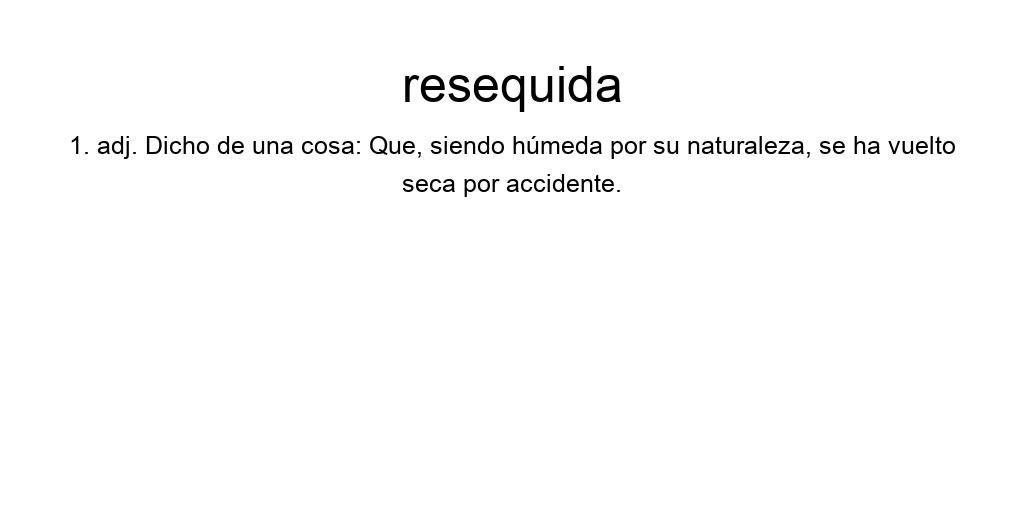 resequida
1. adj. Dicho de una cosa: Que, siendo húmeda por su naturaleza, se ha vuelto
seca por accidente.